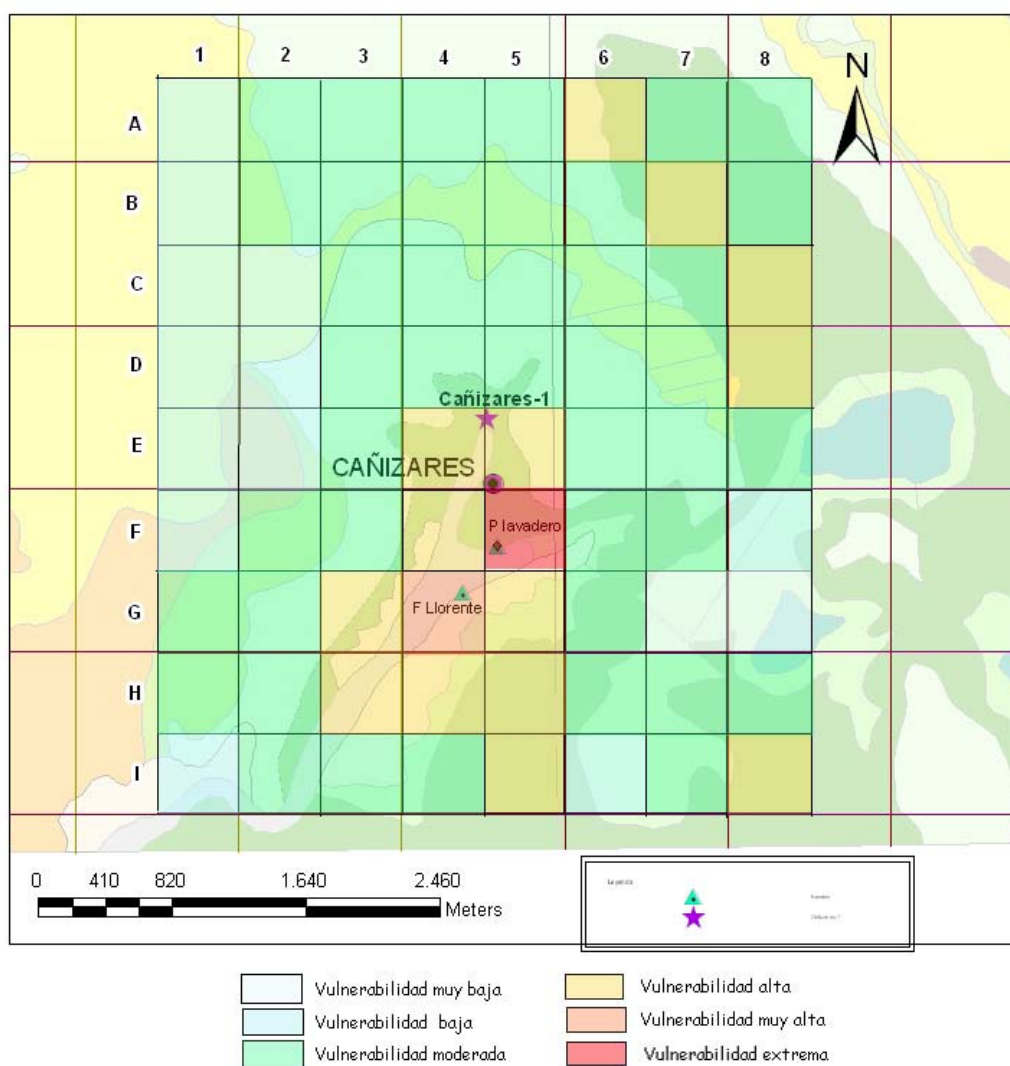 1 2 3 4 5 6 7 8
N
A
B
C
D
Cañizares-1
E
CAÑIZARES
F
P lavadero
G
F Llorente
H
I
0 410 820 1.640 2.460
Meters
Leyenda
Vulnerabilidad muy baja
Vulnerabilidad alta
Vulnerabilidad baja
Vulnerabilidad muy alta
Vulnerabilidad moderada
Vulnerabilidad extrema